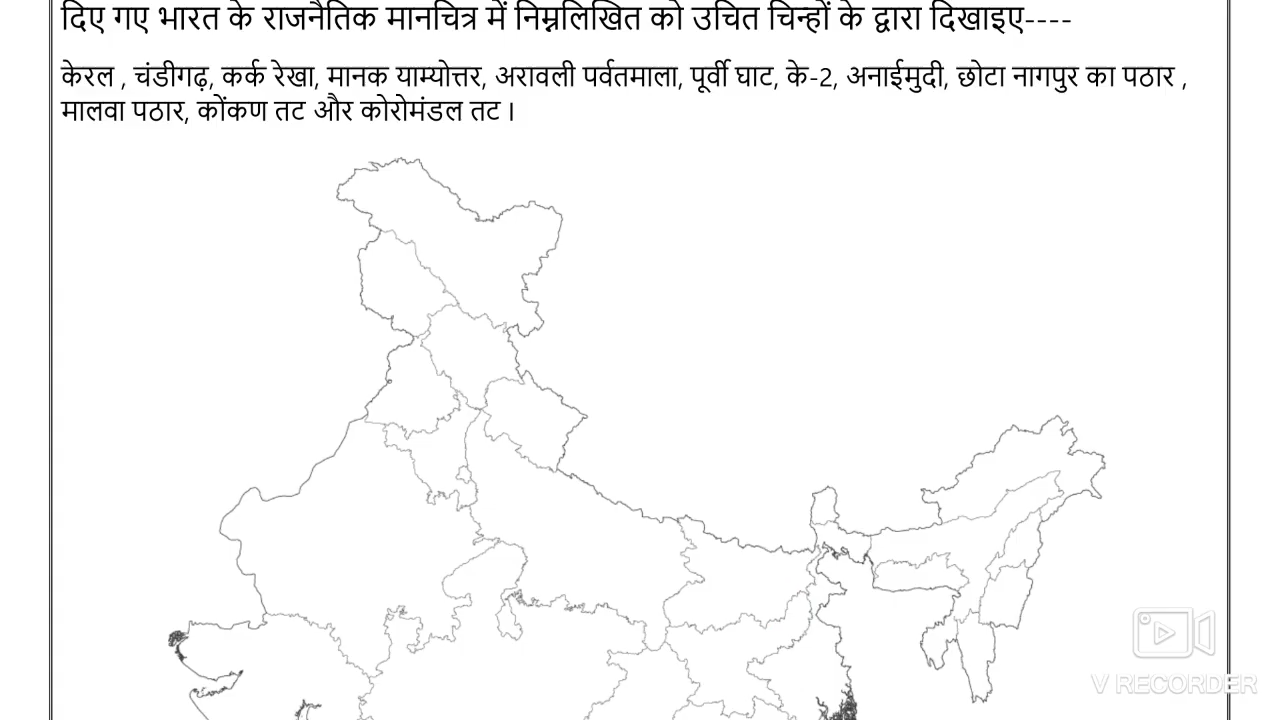 दिए गए भारत के राजनैतिक मानचित्र में निम्नलिखित को उचित चिन्हों के द्वारा दिखाइए----
केरल , चंडीगढ़, कर्क रेखा, मानक याम्योत्तर, अरावली पर्वतमाला, पूर्वी घाट, के-2, अनाईमुदी, छोटा नागपुर का पठार ,
मालवा पठार, कोंकण तट और कोरोमंडल तट ।
V RECORDER